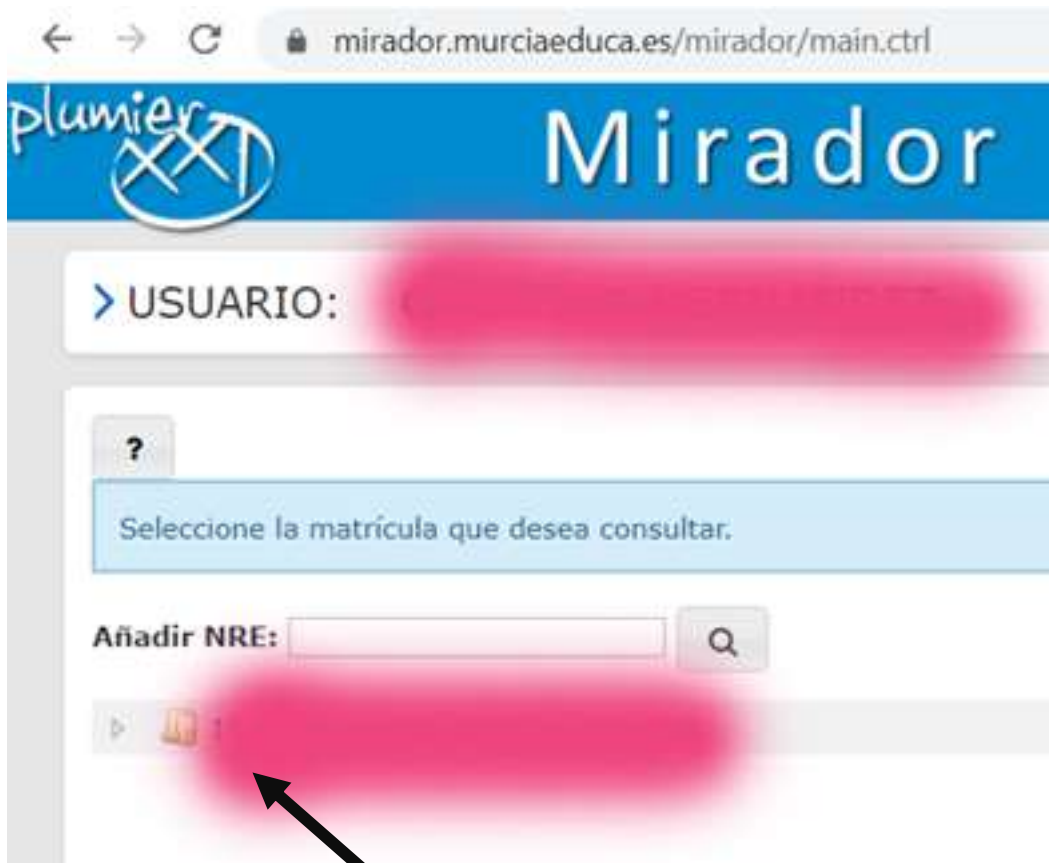 mirador.murciaeduca.es/mirador/main.ctrl
plumier XXI
Mirador
USUARIO:
?
Seleccione la matrícula que desea consultar.
Añadir NRE: